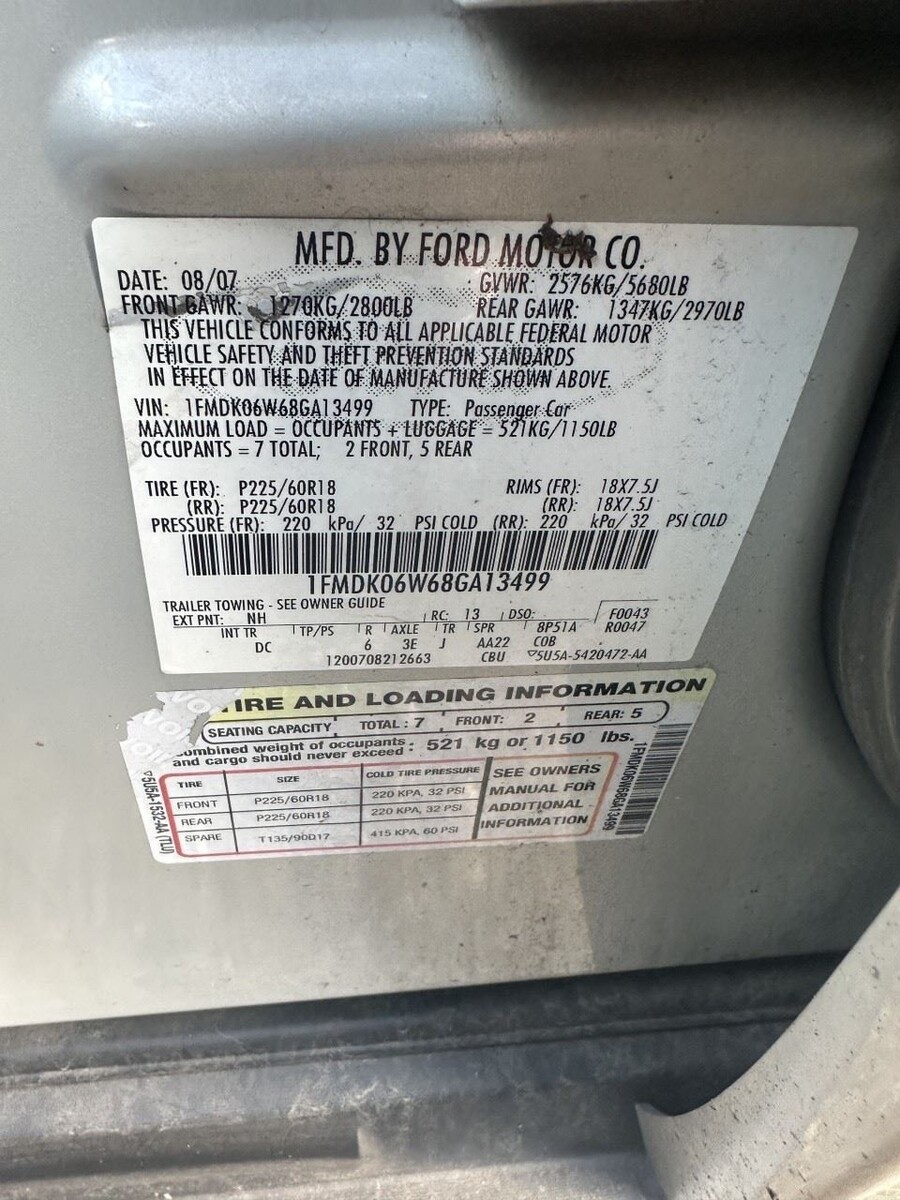 MFD. BY FORD MOTOR CO.
DATE: 08/07 GVWR: 2576KG/5680LB
FRONT GAWR: 1270KG/2800LB REAR GAWR: 1347KG/2970LB
THIS VEHICLE CONFORMS TO ALL APPLICABLE FEDERAL MOTOR
VEHICLE SAFETY AND THEFT PREVENTION STANDARDS
IN EFFECT ON THE DATE OF MANUFACTURE SHOWN ABOVE.
VIN: 1FMDK06W68GA13499 TYPE: Passenger Car
MAXIMUM LOAD = OCCUPANTS + LUGGAGE = 521KG/1150LB
OCCUPANTS = 7 TOTAL; 2 FRONT, 5 REAR
TIRE (FR): P225/60R18 RIMS (FR): 18X7.5J
(RR): P225/60R18 (RR): 18X7.5J
PRESSURE (FR): 220 kPa/ 32 PSI COLD (RR): 220 kPa/ 32 PSI COLD
1FMDK06W68GA13499
TRAILER TOWING - SEE OWNER GUIDE
EXT PNT: NH RC: 13 DSO: F0043
INT TR TP/PS R AXLE TR SPR 8P51A R0047
DC 6 3E J AA22 COB
1200708212663 CBU 5U5A-5420472-AA
TIRE AND LOADING INFORMATION
SEATING CAPACITY TOTAL : 7 FRONT: 2 REAR: 5
combined weight of occupants : 521 kg or 1150 lbs.
and cargo should never exceed
TIRE SIZE COLD TIRE PRESSURE
FRONT P225/60R18 220 KPA, 32 PSI
REAR P225/60R18 220 KPA, 32 PSI
SPARE T135/90D17 415 KPA, 60 PSI
SEE OWNERS
MANUAL FOR
ADDITIONAL
INFORMATION
5U5A-1532-AA (TLU)
1FMDK06W68GA13499